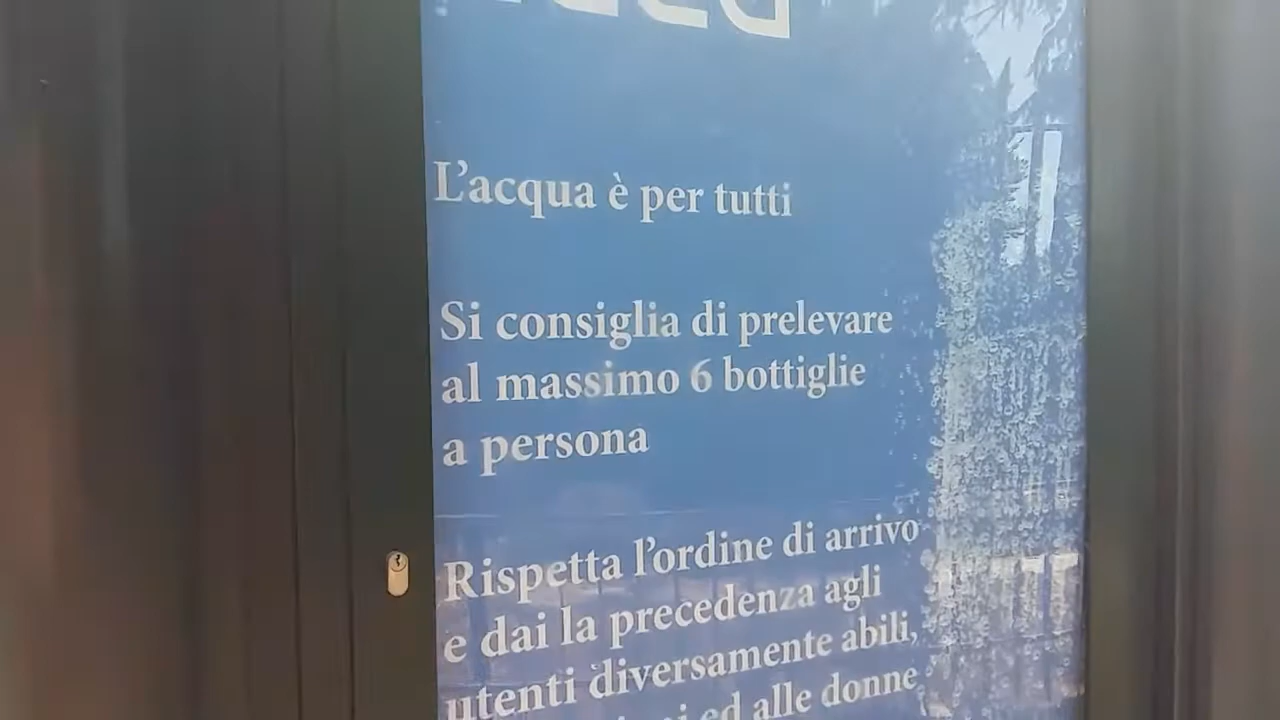 L'acqua è per tutti
Si consiglia di prelevare
al massimo 6 bottiglie
a persona
Rispetta l'ordine di arrivo
e dai la precedenza agli
utenti diversamente abili,
ed alle donne